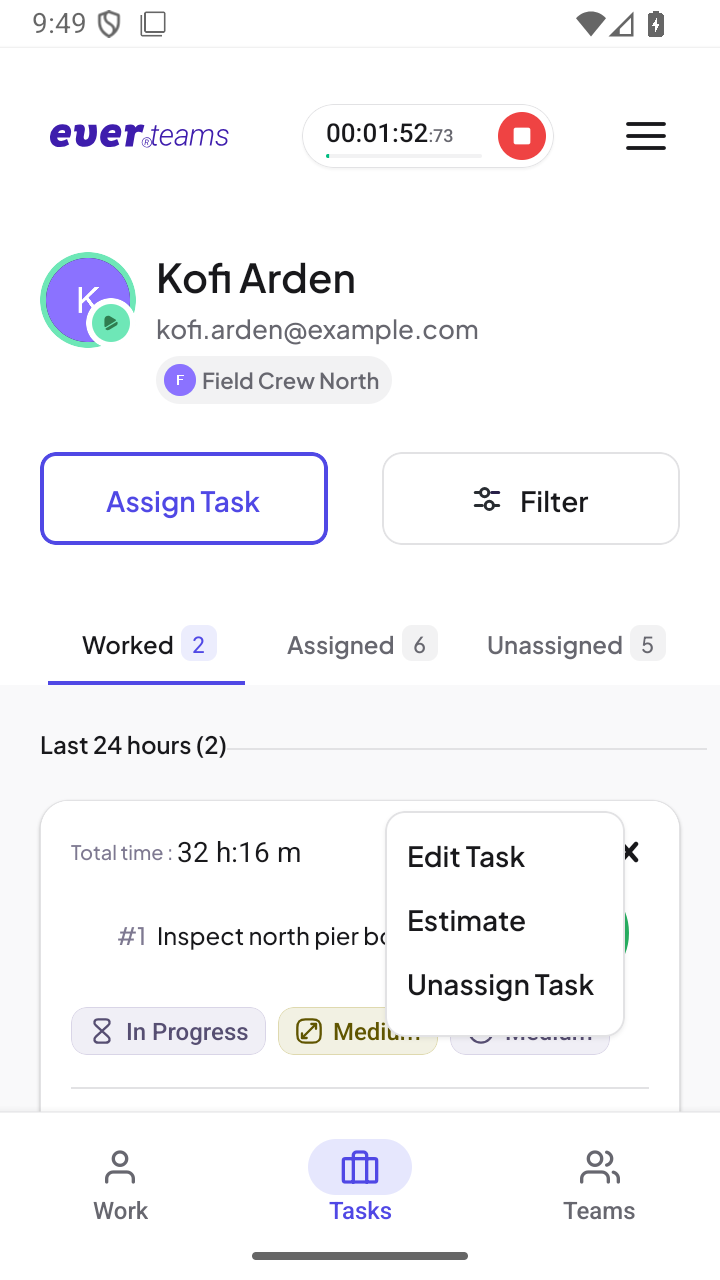 9:49
ever® teams
00:01:52:73
K
Kofi Arden
kofi.arden@example.com
F Field Crew North
Assign Task
Filter
Worked 2
Assigned 6
Unassigned 5
Last 24 hours (2)
Total time : 32 h:16 m
#1 Inspect north pier bo
Edit Task
Estimate
Unassign Task
In Progress
Medium
Medium
Work
Tasks
Teams